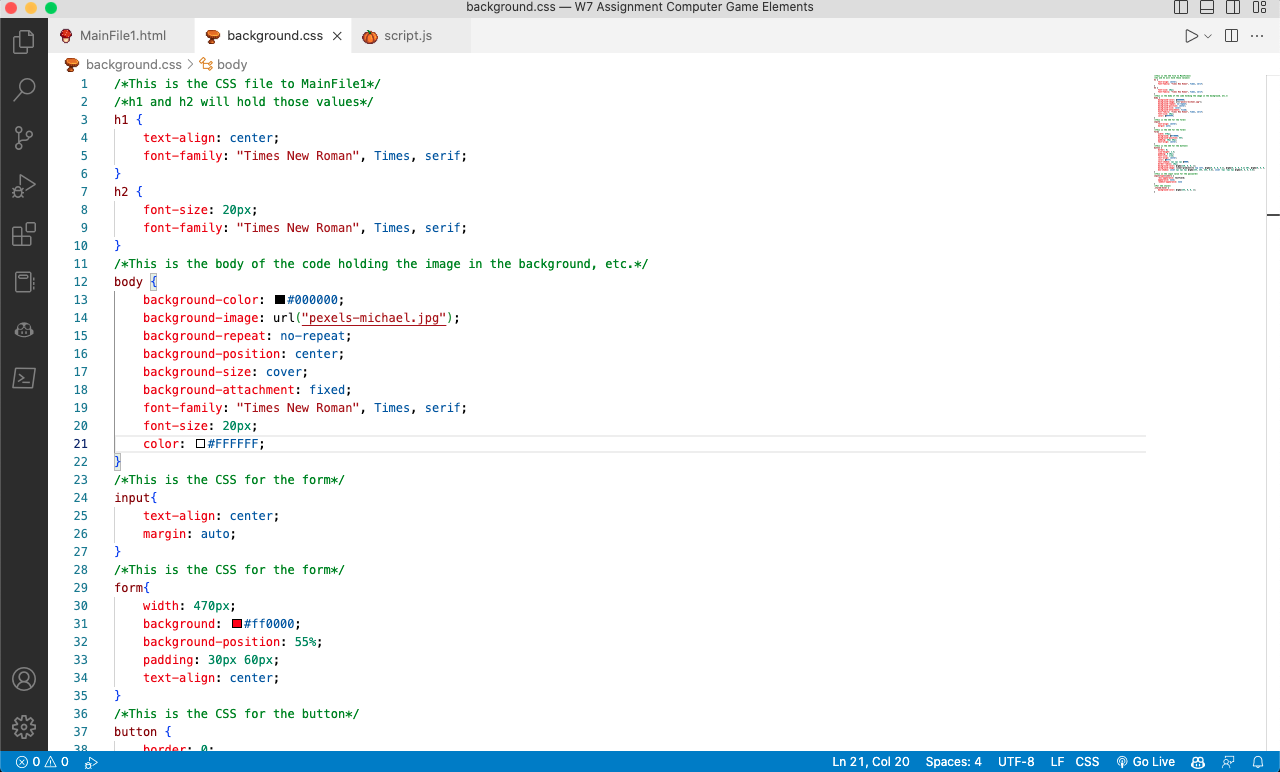 background.css — W7 Assignment Computer Game Elements
MainFile1.html
background.css
script.js
background.css > body
1 /*This is the CSS file to MainFile1*/
2 /*h1 and h2 will hold those values*/
3 h1 {
4 text-align: center;
5 font-family: "Times New Roman", Times, serif;
6 }
7 h2 {
8 font-size: 20px;
9 font-family: "Times New Roman", Times, serif;
10 }
11 /*This is the body of the code holding the image in the background, etc.*/
12 body {
13 background-color: #000000;
14 background-image: url("pexels-michael.jpg");
15 background-repeat: no-repeat;
16 background-position: center;
17 background-size: cover;
18 background-attachment: fixed;
19 font-family: "Times New Roman", Times, serif;
20 font-size: 20px;
21 color: #FFFFFF;
22 }
23 /*This is the CSS for the form*/
24 input{
25 text-align: center;
26 margin: auto;
27 }
28 /*This is the CSS for the form*/
29 form{
30 width: 470px;
31 background: #ff0000;
32 background-position: 55%;
33 padding: 30px 60px;
34 text-align: center;
35 }
36 /*This is the CSS for the button*/
37 button {
38 border: 0;
0 0 Ln 21, Col 20 Spaces: 4 UTF-8 LF CSS Go Live